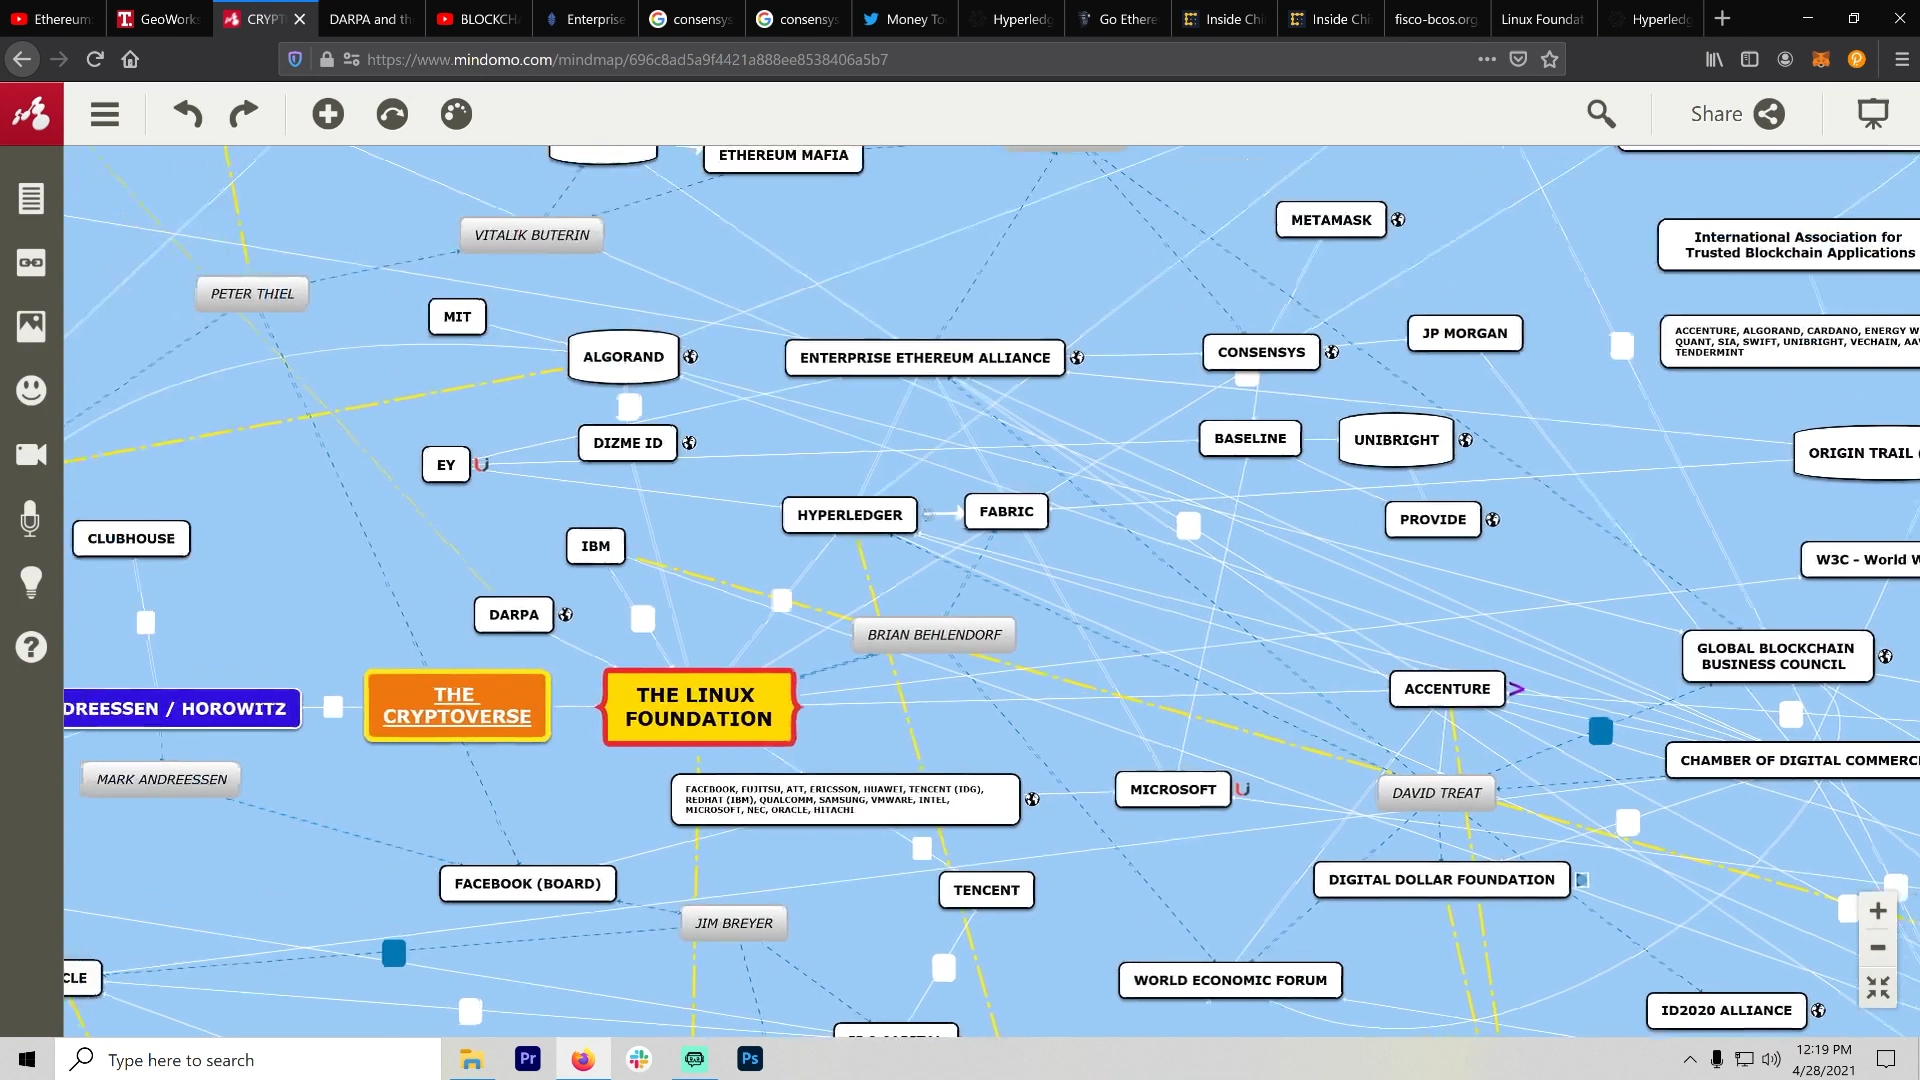 Ethereum:
GeoWorks
CRYPT
DARPA and th
BLOCKCHA
Enterprise
consensys
consensys
Money To
Hyperledg
Go Ethere
Inside Chi
Inside Chi
fisco-bcos.org
Linux Foundat
Hyperledg
https://www.mindomo.com/mindmap/696c8ad5a9f4421a888ee8538406a5b7
Share
ETHEREUM MAFIA
METAMASK
VITALIK BUTERIN
International Association for
Trusted Blockchain Applications
PETER THIEL
MIT
ALGORAND
ENTERPRISE ETHEREUM ALLIANCE
CONSENSYS
JP MORGAN
ACCENTURE, ALGORAND, CARDANO, ENERGY W
QUANT, SIA, SWIFT, UNIBRIGHT, VECHAIN, AA
TENDERMINT
DIZME ID
BASELINE
UNIBRIGHT
ORIGIN TRAIL (
EY
HYPERLEDGER
FABRIC
PROVIDE
CLUBHOUSE
IBM
W3C - World W
DARPA
BRIAN BEHLENDORF
GLOBAL BLOCKCHAIN
BUSINESS COUNCIL
DREESSEN / HOROWITZ
THE
CRYPTOVERSE
THE LINUX
FOUNDATION
ACCENTURE
CHAMBER OF DIGITAL COMMERC
MARK ANDREESSEN
FACEBOOK, FUJITSU, ATT, ERICSSON, HUAWEI, TENCENT (IDG),
REDHAT (IBM), QUALCOMM, SAMSUNG, VMWARE, INTEL,
MICROSOFT, NEC, ORACLE, HITACHI
MICROSOFT
DAVID TREAT
FACEBOOK (BOARD)
TENCENT
DIGITAL DOLLAR FOUNDATION
JIM BREYER
CLE
WORLD ECONOMIC FORUM
ID2020 ALLIANCE
Type here to search
Pr
Ps
12:19 PM
4/28/2021